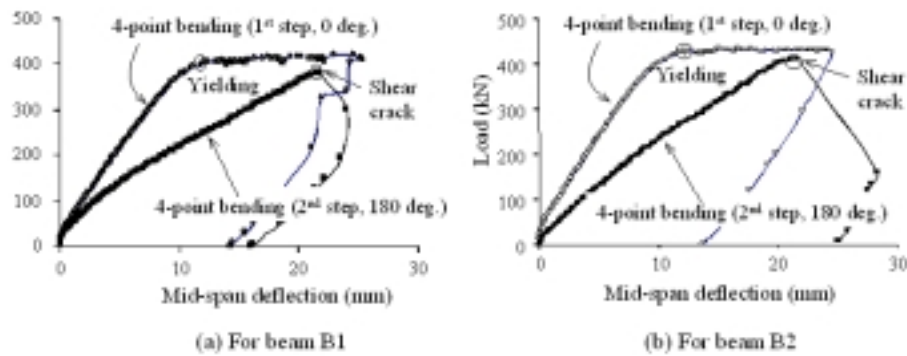 500
400
300
200
100
0
0
10
20
30
4-point bending (1st step, 0 deg.)
Yielding
Shear
crack
4-point bending (2nd step, 180 deg.)
Mid-span deflection (mm)
(a) For beam B1
Load (kN)
500
400
300
200
100
0
0
10
20
30
4-point bending (1st step, 0 deg.)
Yielding
Shear
crack
4-point bending (2nd step, 180 deg.)
Mid-span deflection (mm)
(b) For beam B2